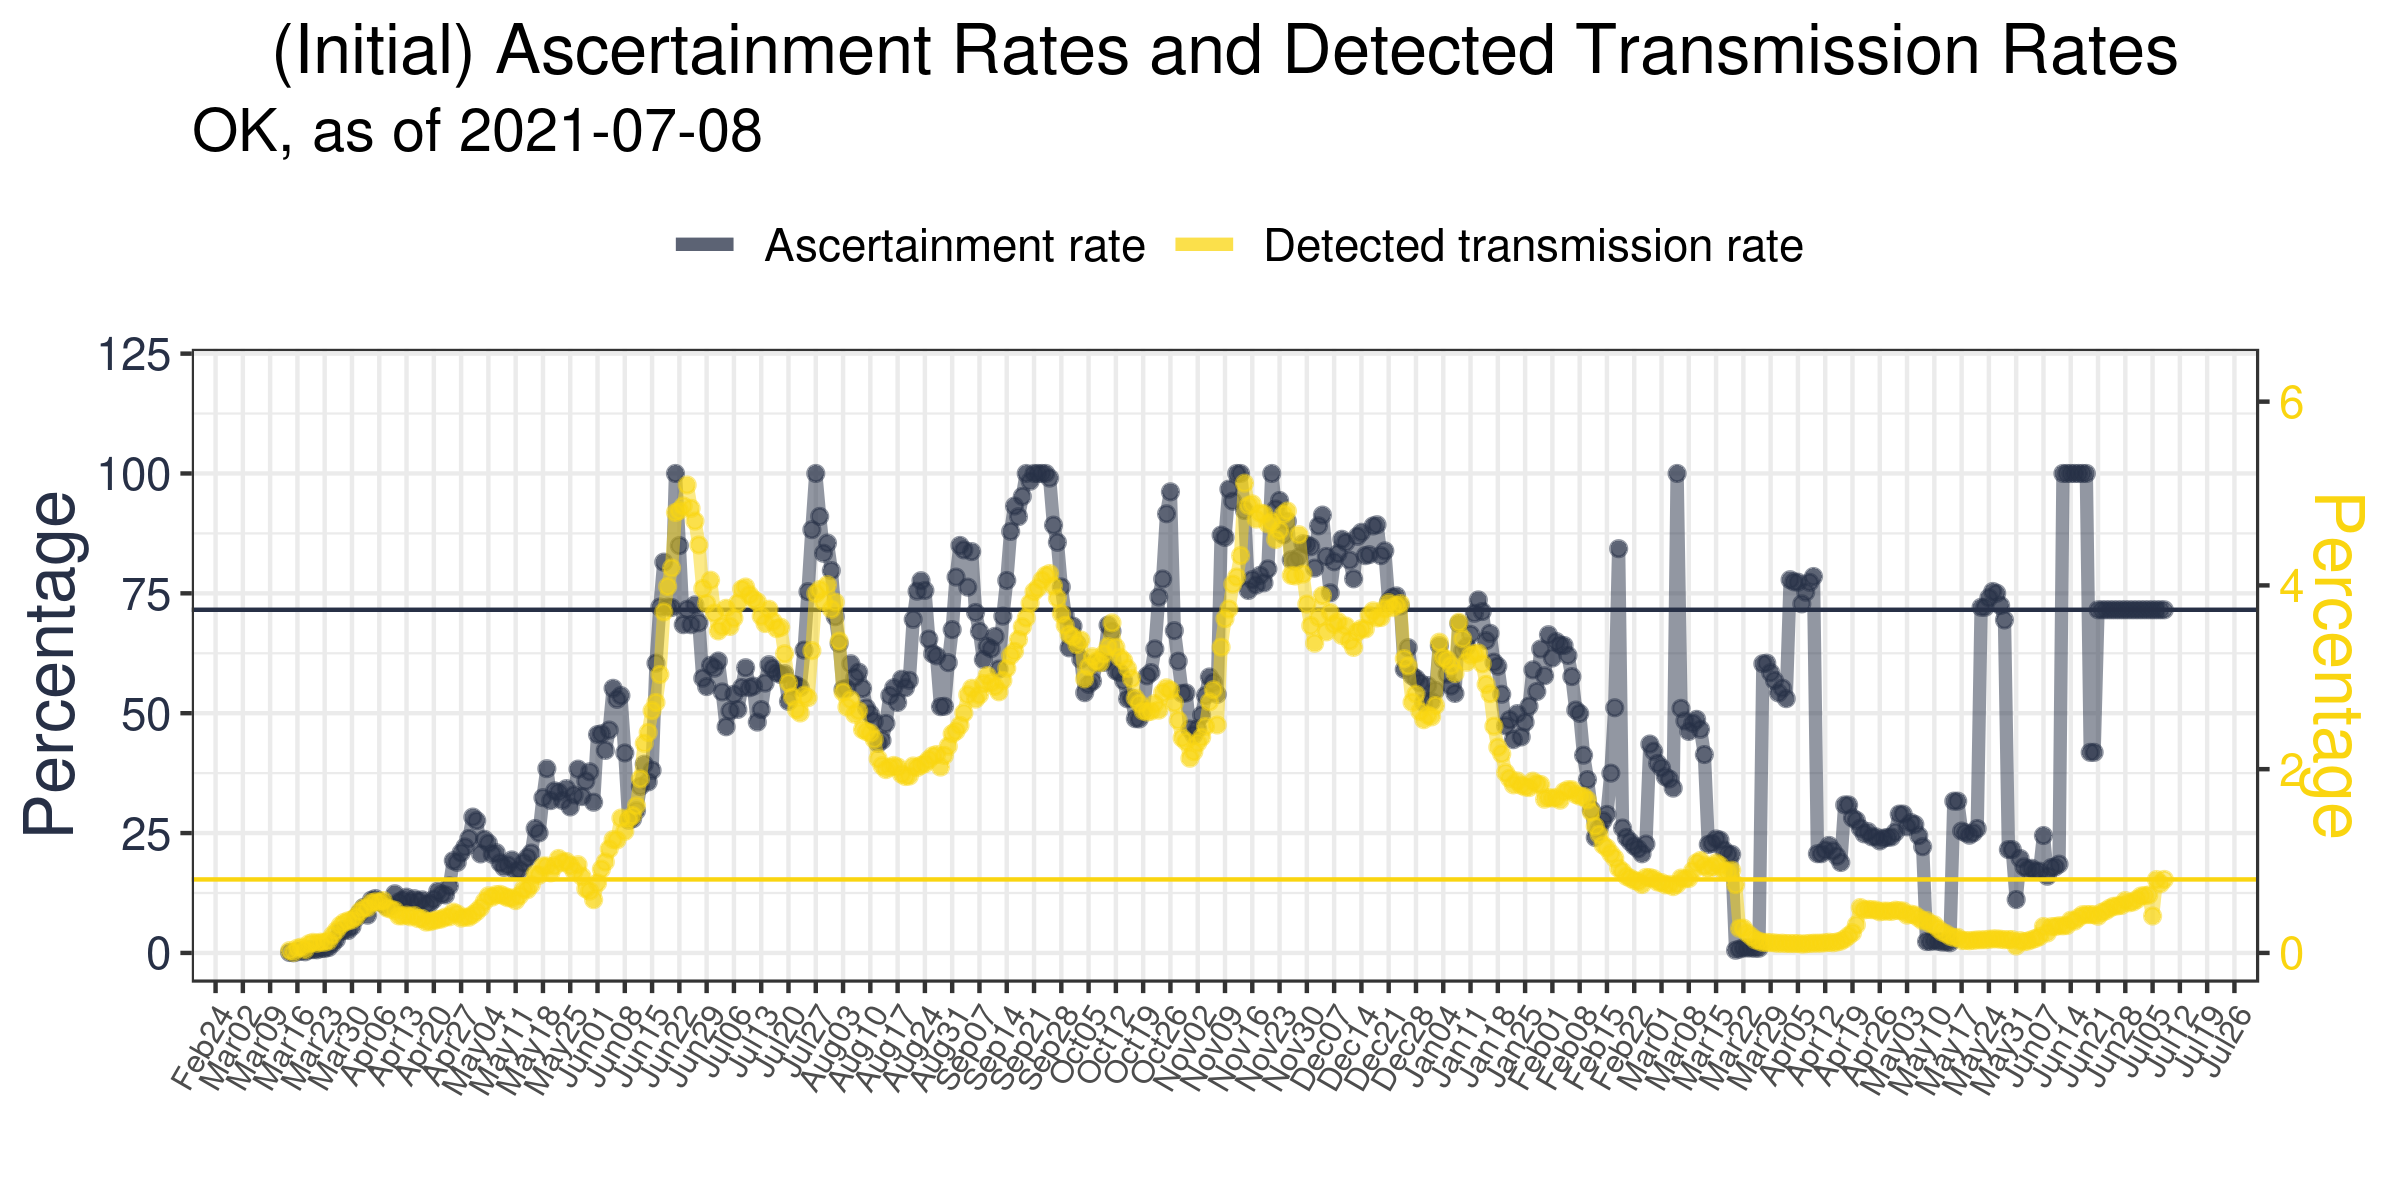 (Initial) Ascertainment Rates and Detected Transmission Rates
OK, as of 2021-07-08
Ascertainment rate
Detected transmission rate
125
100
75
50
25
0
Percentage
6
4
2
0
Percentage
Feb24
Mar02
Mar09
Mar16
Mar23
Mar30
Apr06
Apr13
Apr20
Apr27
May04
May11
May18
May25
Jun01
Jun08
Jun15
Jun22
Jun29
Jul06
Jul13
Jul20
Jul27
Aug03
Aug10
Aug17
Aug24
Aug31
Sep07
Sep14
Sep21
Sep28
Oct05
Oct12
Oct19
Oct26
Nov02
Nov09
Nov16
Nov23
Nov30
Dec07
Dec14
Dec21
Dec28
Jan04
Jan11
Jan18
Jan25
Feb01
Feb08
Feb15
Feb22
Mar01
Mar08
Mar15
Mar22
Mar29
Apr05
Apr12
Apr19
Apr26
May03
May10
May17
May24
May31
Jun07
Jun14
Jun21
Jun28
Jul05
Jul12
Jul19
Jul26